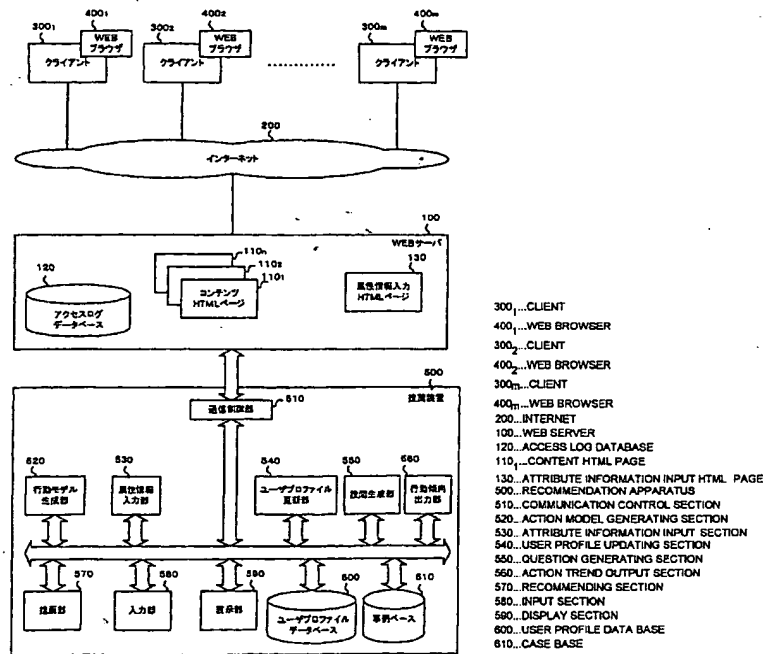 300₁
400₁
WEB
ブラウザ
クライアント
300₂
400₂
WEB
ブラウザ
クライアント
300m
400m
WEB
ブラウザ
クライアント
200
インターネット
100
WEBサーバ
120
アクセスログ
データベース
110n
110₂
110₁
コンテンツ
HTMLページ
130
属性情報入力
HTMLページ
500
推薦装置
510
通信制御部
520
行動モデル
生成部
530
属性情報
入力部
540
ユーザプロファイル
更新部
550
設問生成部
560
行動傾向
出力部
570
推薦部
580
入力部
590
表示部
600
ユーザプロファイル
データベース
610
事例ベース
300₁...CLIENT
400₁...WEB BROWSER
300₂...CLIENT
400₂...WEB BROWSER
300m...CLIENT
400m...WEB BROWSER
200...INTERNET
100...WEB SERVER
120...ACCESS LOG DATABASE
110₁...CONTENT HTML PAGE
130...ATTRIBUTE INFORMATION INPUT HTML PAGE
500...RECOMMENDATION APPARATUS
510...COMMUNICATION CONTROL SECTION
520...ACTION MODEL GENERATING SECTION
530...ATTRIBUTE INFORMATION INPUT SECTION
540...USER PROFILE UPDATING SECTION
550...QUESTION GENERATING SECTION
560...ACTION TREND OUTPUT SECTION
570...RECOMMENDING SECTION
580...INPUT SECTION
590...DISPLAY SECTION
600...USER PROFILE DATA BASE
610...CASE BASE